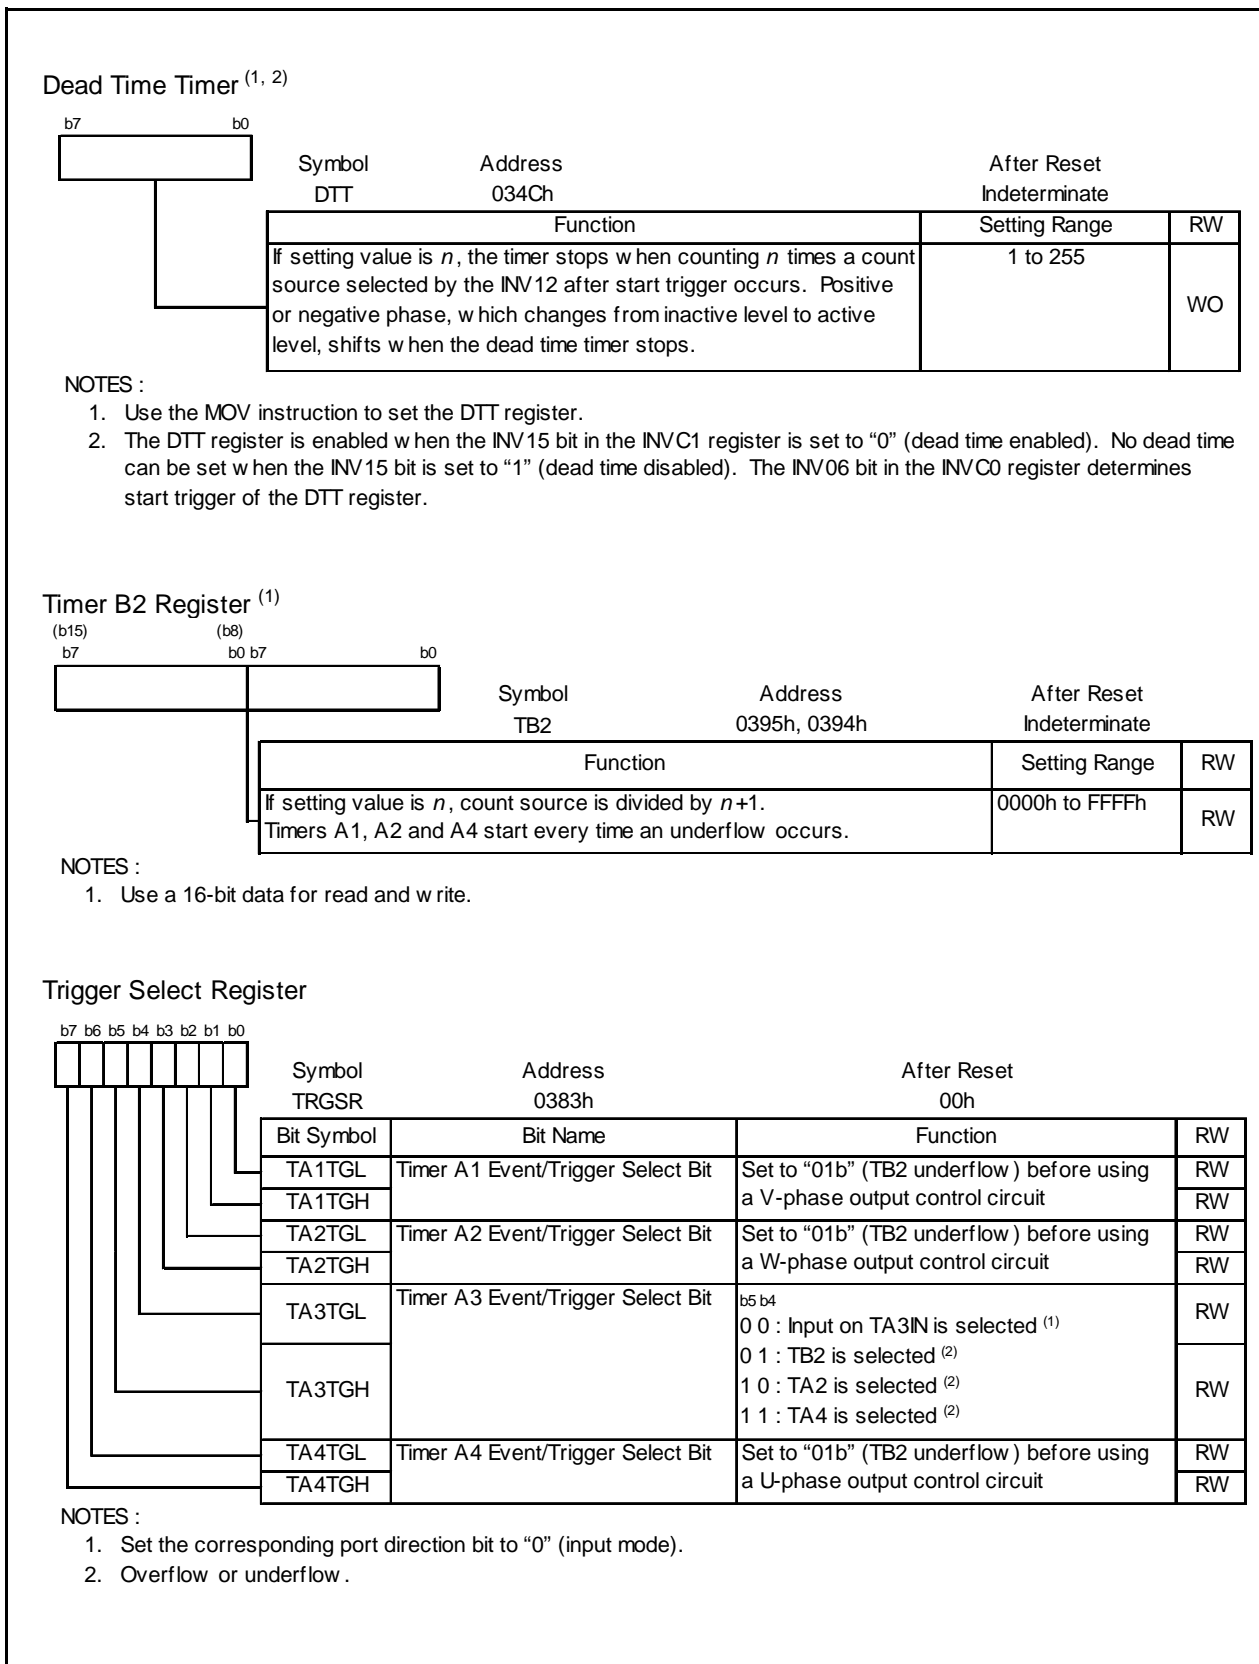 Dead Time Timer (1, 2)
b7 b0
Symbol Address After Reset
DTT 034Ch Indeterminate
Function Setting Range RW
If setting value is n, the timer stops when counting n times a count 1 to 255
source selected by the INV12 after start trigger occurs. Positive
or negative phase, which changes from inactive level to active WO
level, shifts when the dead time timer stops.
NOTES :
1. Use the MOV instruction to set the DTT register.
2. The DTT register is enabled when the INV15 bit in the INVC1 register is set to “0” (dead time enabled). No dead time
can be set when the INV15 bit is set to “1” (dead time disabled). The INV06 bit in the INVC0 register determines
start trigger of the DTT register.
Timer B2 Register (1)
(b15) (b8)
b7 b0 b7 b0
Symbol Address After Reset
TB2 0395h, 0394h Indeterminate
Function Setting Range RW
If setting value is n, count source is divided by n+1. 0000h to FFFFh RW
Timers A1, A2 and A4 start every time an underflow occurs.
NOTES :
1. Use a 16-bit data for read and write.
Trigger Select Register
b7 b6 b5 b4 b3 b2 b1 b0
Symbol Address After Reset
TRGSR 0383h 00h
Bit Symbol Bit Name Function RW
TA1TGL Timer A1 Event/Trigger Select Bit Set to “01b” (TB2 underflow) before using RW
TA1TGH a V-phase output control circuit RW
TA2TGL Timer A2 Event/Trigger Select Bit Set to “01b” (TB2 underflow) before using RW
TA2TGH a W-phase output control circuit RW
TA3TGL Timer A3 Event/Trigger Select Bit b5 b4 RW
0 0 : Input on TA3IN is selected (1)
0 1 : TB2 is selected (2)
TA3TGH 1 0 : TA2 is selected (2) RW
1 1 : TA4 is selected (2)
TA4TGL Timer A4 Event/Trigger Select Bit Set to “01b” (TB2 underflow) before using RW
TA4TGH a U-phase output control circuit RW
NOTES :
1. Set the corresponding port direction bit to “0” (input mode).
2. Overflow or underflow.